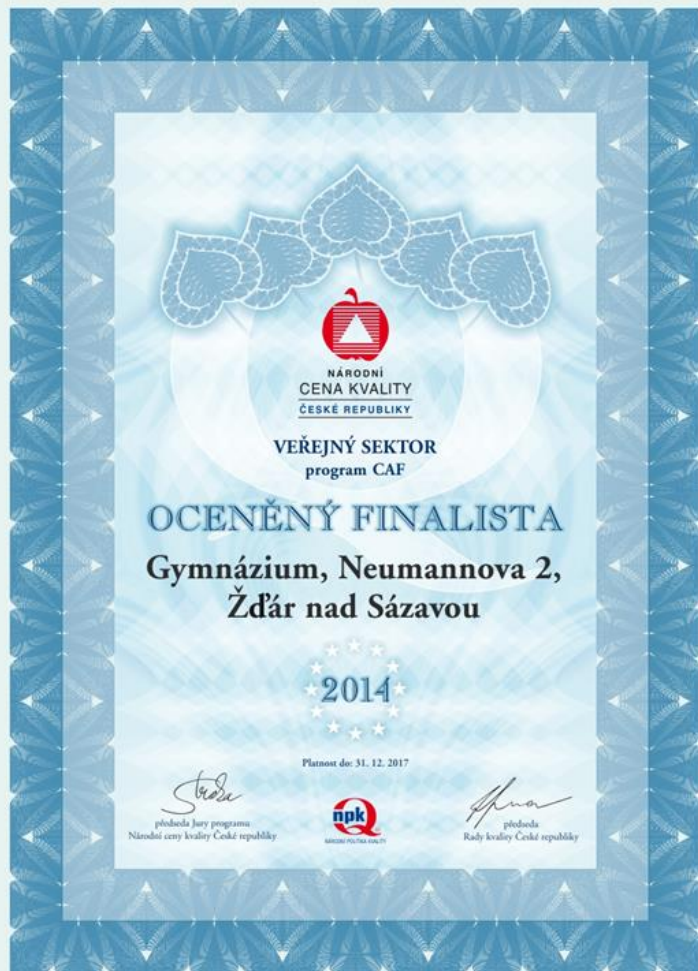 NÁRODNÍ
CENA KVALITY
ČESKÉ REPUBLIKY
VEŘEJNÝ SEKTOR
program CAF
OCENĚNÝ FINALISTA
Gymnázium, Neumannova 2,
Žďár nad Sázavou
2014
Platnost do: 31. 12. 2017
předseda Jury programu
Národní ceny kvality České republiky
npk
NÁRODNÍ POLITIKA KVALITY
předseda
Rady kvality České republiky